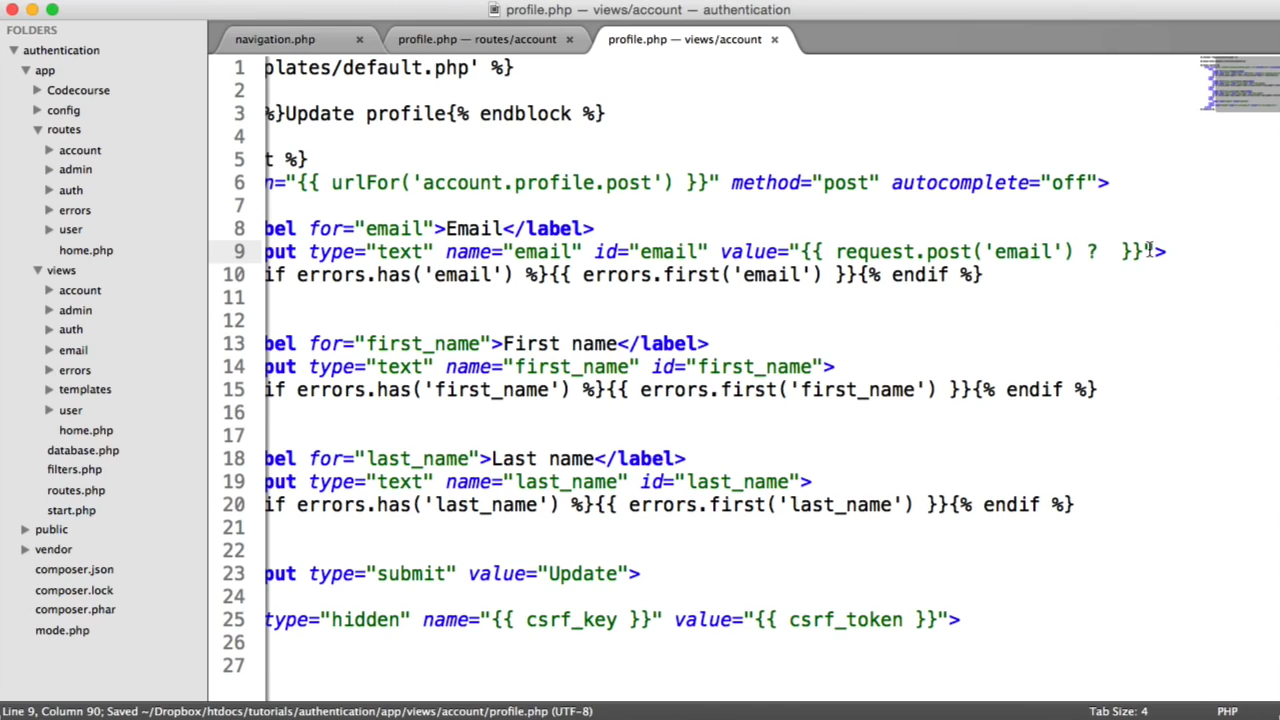 profile.php — views/account — authentication
FOLDERS
authentication
app
Codecourse
config
routes
account
admin
auth
errors
user
home.php
views
account
admin
auth
email
errors
templates
user
home.php
database.php
filters.php
routes.php
start.php
public
vendor
composer.json
composer.lock
composer.phar
mode.php
navigation.php ×
profile.php — routes/account ×
profile.php — views/account ×
1 plates/default.php' %}
2
3 %}Update profile{% endblock %}
4
5 t %}
6 n="{{ urlFor('account.profile.post') }}" method="post" autocomplete="off">
7
8 bel for="email">Email</label>
9 put type="text" name="email" id="email" value="{{ request.post('email') ?  }}">
10 if errors.has('email') %}{{ errors.first('email') }}{% endif %}
11
12
13 bel for="first_name">First name</label>
14 put type="text" name="first_name" id="first_name">
15 if errors.has('first_name') %}{{ errors.first('first_name') }}{% endif %}
16
17
18 bel for="last_name">Last name</label>
19 put type="text" name="last_name" id="last_name">
20 if errors.has('last_name') %}{{ errors.first('last_name') }}{% endif %}
21
22
23 put type="submit" value="Update">
24
25 type="hidden" name="{{ csrf_key }}" value="{{ csrf_token }}">
26
27
Line 9, Column 90; Saved ~/Dropbox/htdocs/tutorials/authentication/app/views/account/profile.php (UTF-8)
Tab Size: 4
PHP